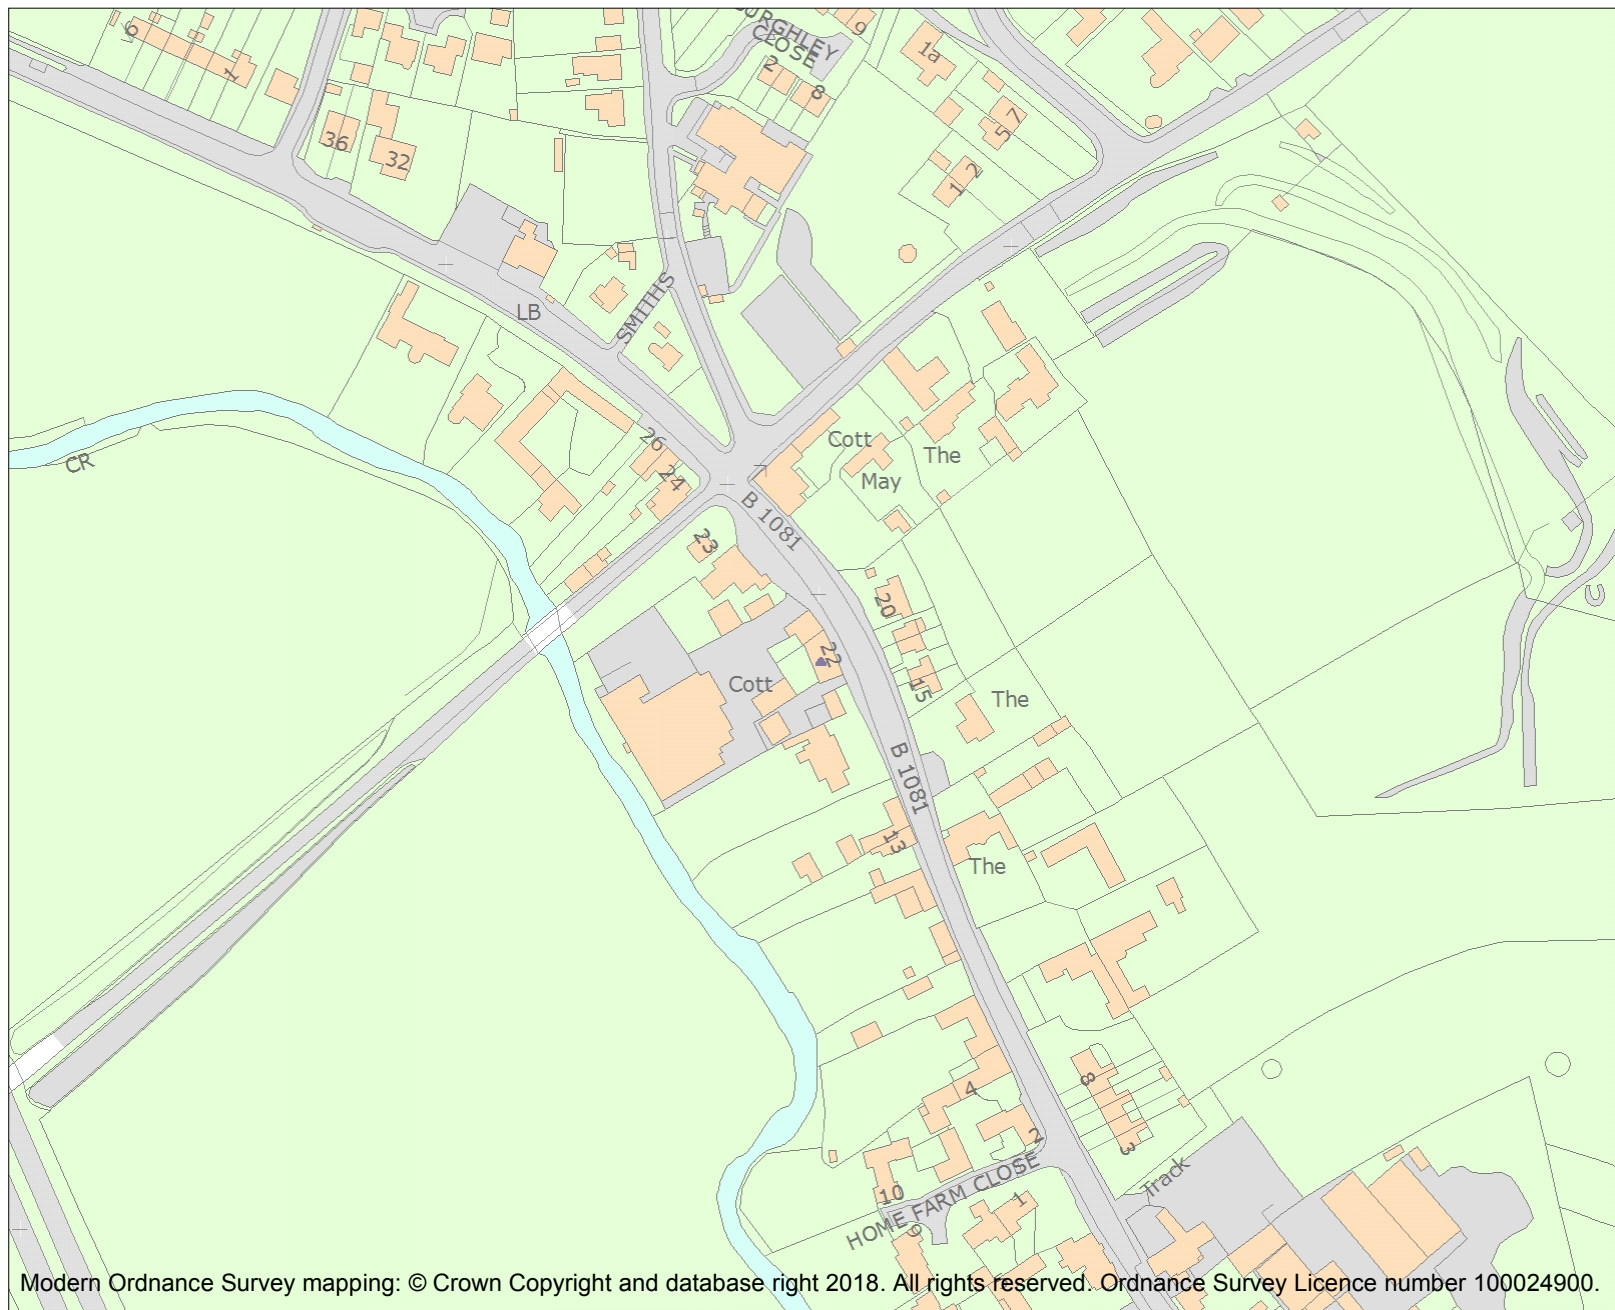 BURGHLEY
CLOSE
9
1a
2
8
6
1
36
32
5 7
1 2
SMITHS
LB
CR
26
24
Cott
May
The
B 1081
23
20
22
15
Cott
The
B 1081
13
The
8
4
2
3
Track
10
HOME FARM CLOSE
1
9
Modern Ordnance Survey mapping: © Crown Copyright and database right 2018. All rights reserved. Ordnance Survey Licence number 100024900.